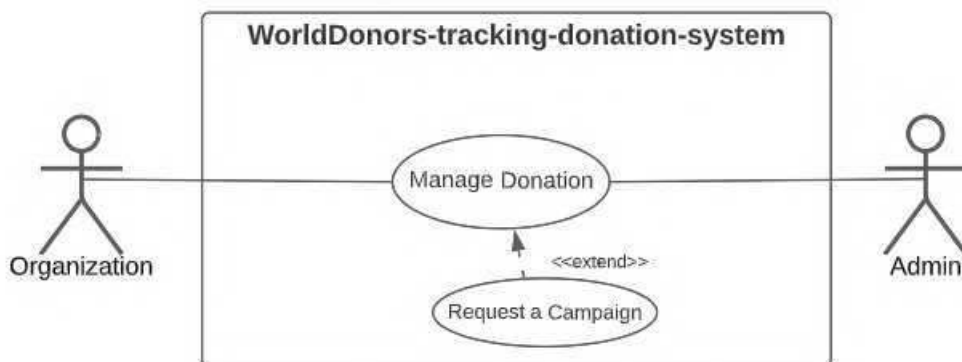 WorldDonors-tracking-donation-system
Manage Donation
Organization
<<extend>>
Admin
Request a Campaign